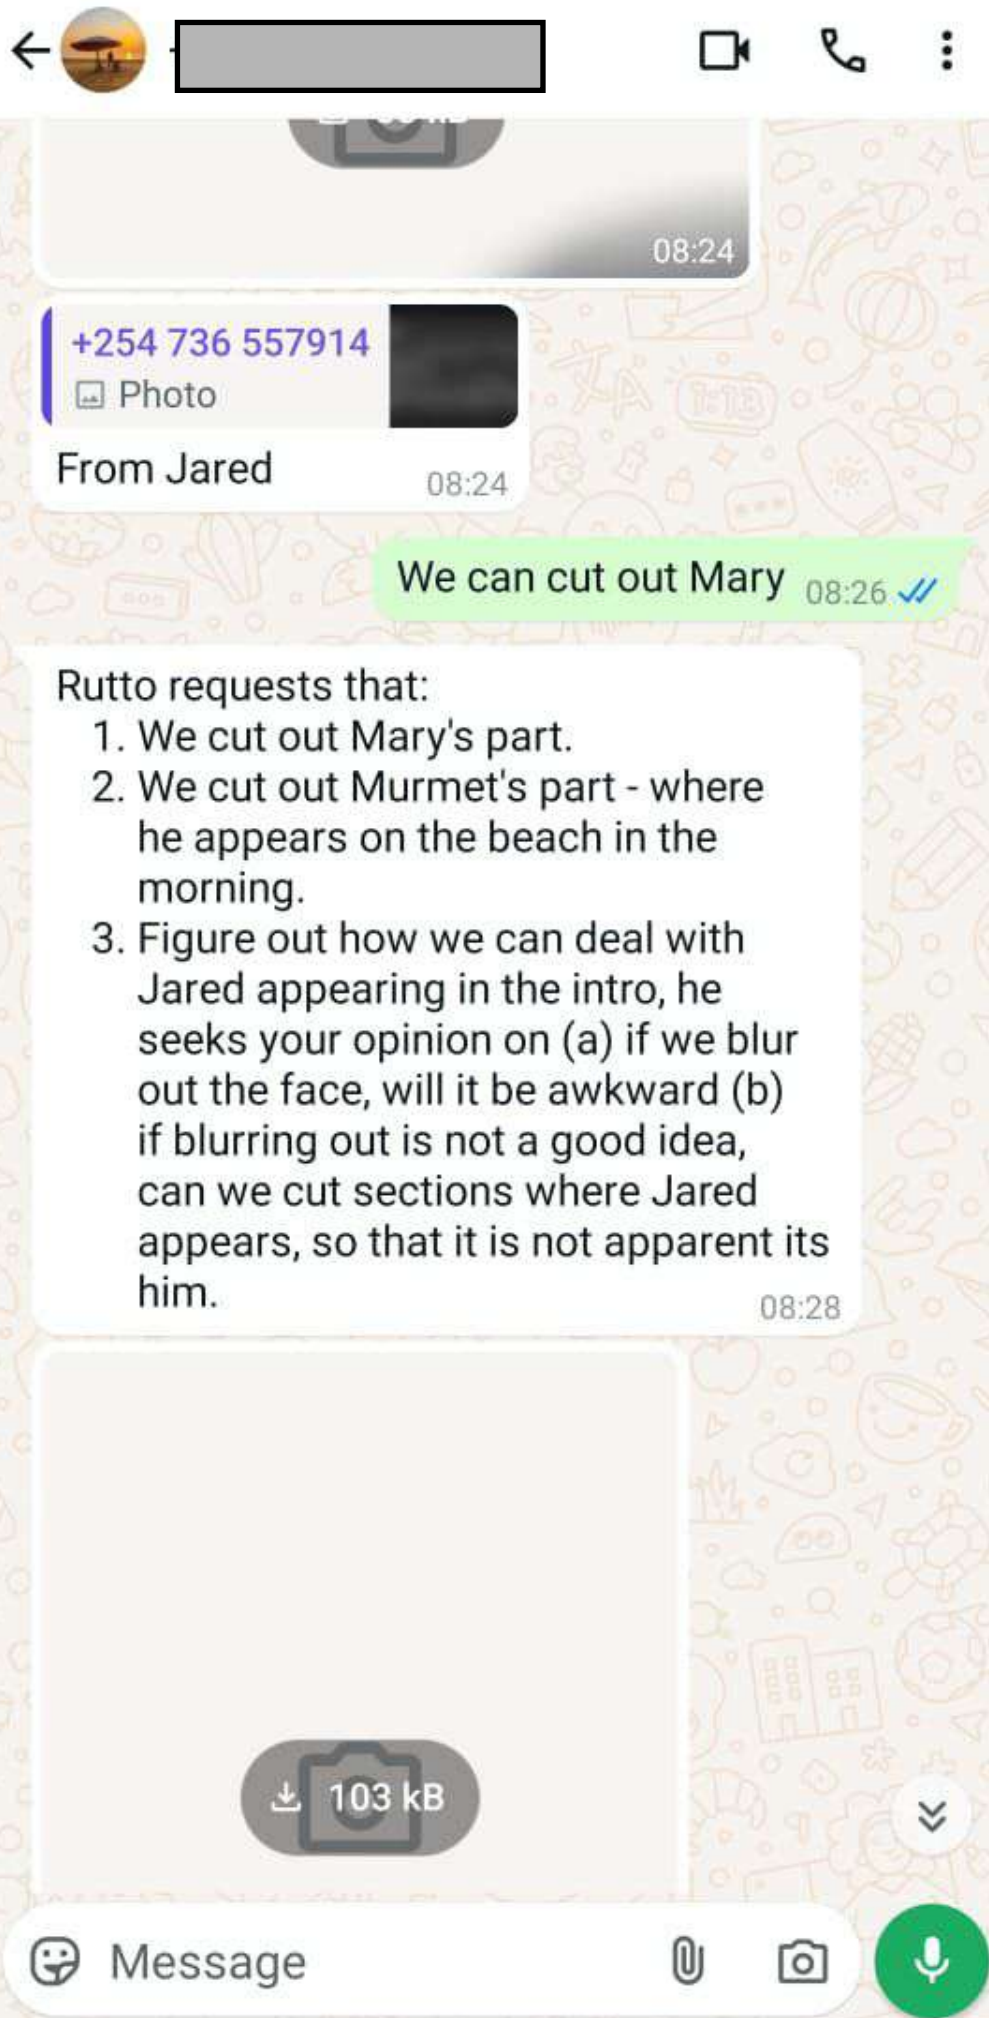 08:24
+254 736 557914
Photo
From Jared
08:24
We can cut out Mary 08:26
Rutto requests that:
1. We cut out Mary's part.
2. We cut out Murmet's part - where
he appears on the beach in the
morning.
3. Figure out how we can deal with
Jared appearing in the intro, he
seeks your opinion on (a) if we blur
out the face, will it be awkward (b)
if blurring out is not a good idea,
can we cut sections where Jared
appears, so that it is not apparent its
him.
08:28
103 kB
Message